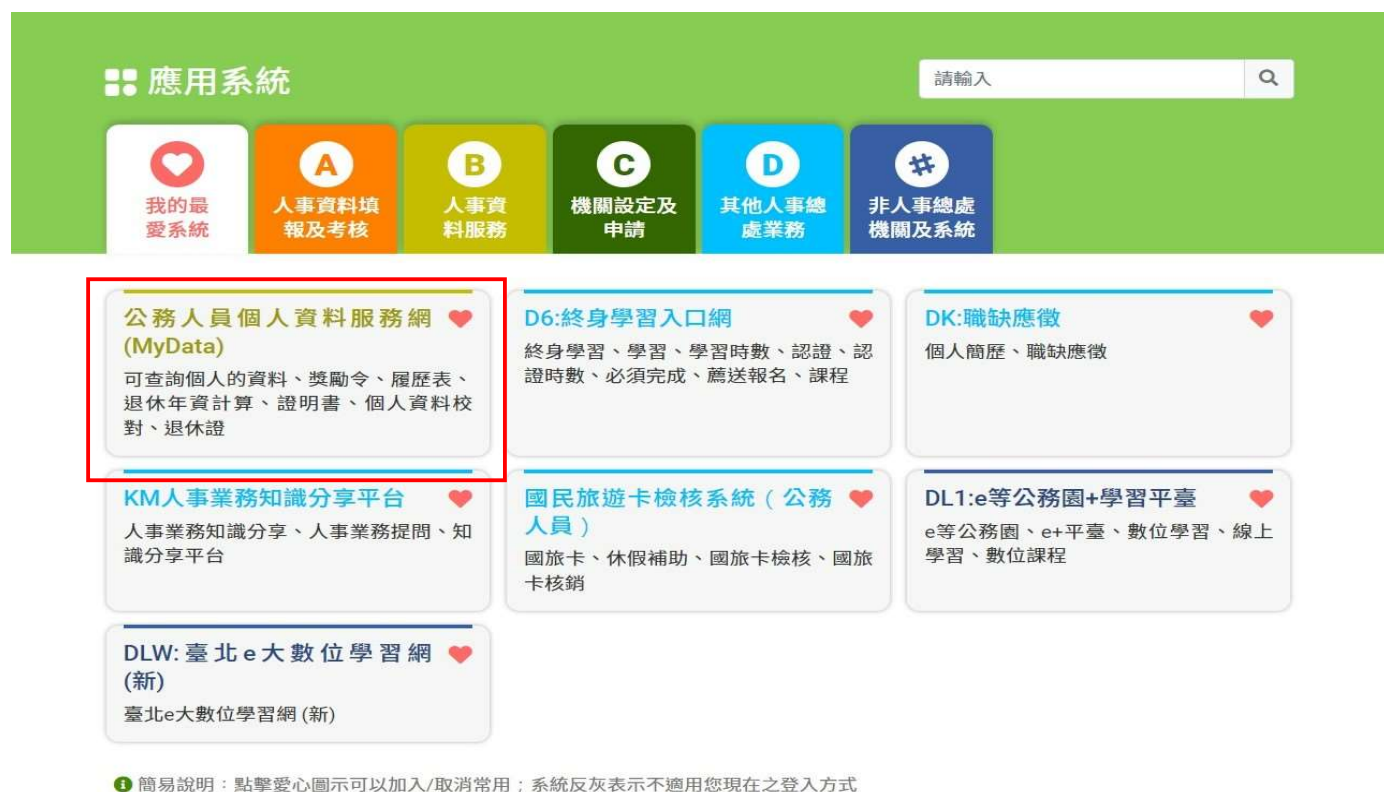 應用系統
請輸入
我的最
愛系統
A
人事資料填
報及考核
B
人事資
料服務
C
機關設定及
申請
D
其他人事總
處業務
#
非人事總處
機關及系統
公務人員個人資料服務網
(MyData)
可查詢個人的資料、獎勵令、履歷表、
退休年資計算、證明書、個人資料校
對、退休證
D6:終身學習入口網
終身學習、學習、學習時數、認證、認
證時數、必須完成、薦送報名、課程
DK:職缺應徵
個人簡歷、職缺應徵
KM人事業務知識分享平台
人事業務知識分享、人事業務提問、知
識分享平台
國民旅遊卡檢核系統（公務
人員）
國旅卡、休假補助、國旅卡檢核、國旅
卡核銷
DL1:e等公務園+學習平臺
e等公務園、e+平臺、數位學習、線上
學習、數位課程
DLW:臺北e大數位學習網
(新)
臺北e大數位學習網 (新)
簡易說明：點擊愛心圖示可以加入/取消常用；系統反灰表示不適用您現在之登入方式